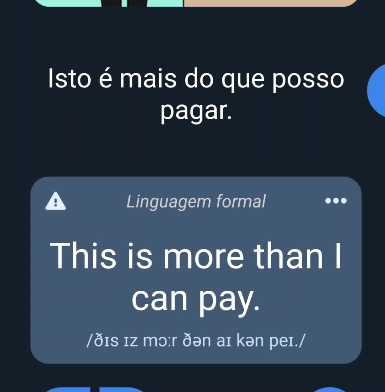 Isto é mais do que posso
pagar.
Linguagem formal
This is more than I
can pay.
/ðɪs ɪz mɔːr ðən aɪ kən peɪ./